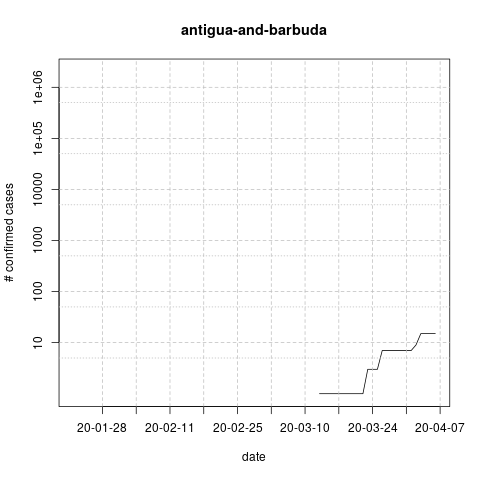 antigua-and-barbuda
# confirmed cases
1e+06
1e+05
10000
1000
100
10
20-01-28 20-02-11 20-02-25 20-03-10 20-03-24 20-04-07
date